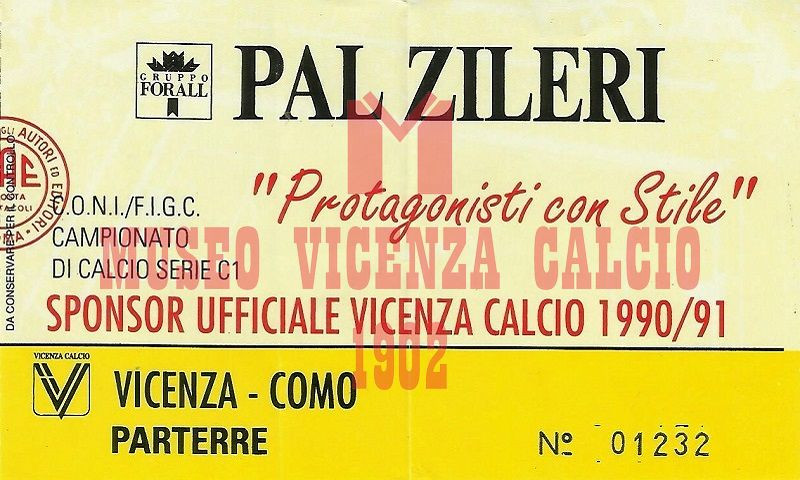 GRUPPO
FORALL
PAL ZILERI
"Protagonisti con Stile"
DA CONSERVARE PER IL CONTROLLO
AUTORI ED EDITORI
C.O.N.I./F.I.G.C.
CAMPIONATO
DI CALCIO SERIE C1
MUSEO VICENZA CALCIO
1902
SPONSOR UFFICIALE VICENZA CALCIO 1990/91
VICENZA CALCIO
VICENZA - COMO
PARTERRE
Nº 01232